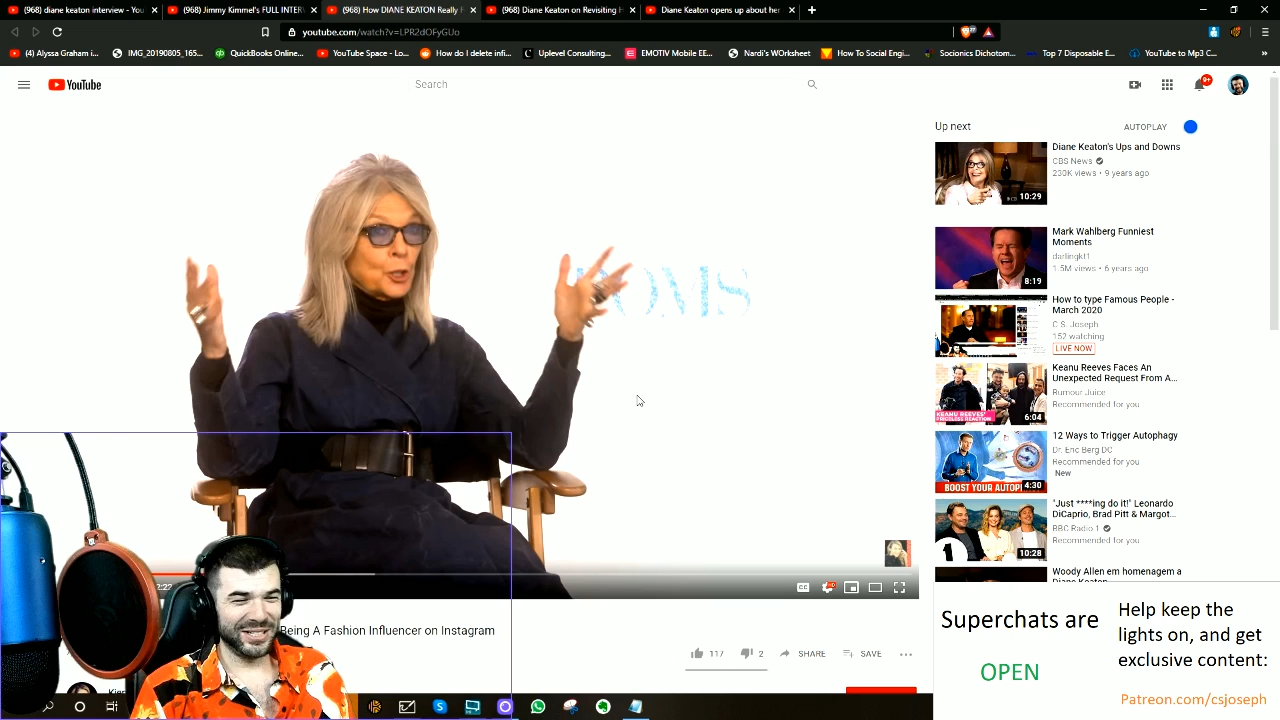 (968) diane keaton interview - You
(968) Jimmy Kimmel's FULL INTER
(968) How DIANE KEATON Really F
(968) Diane Keaton on Revisiting H
Diane Keaton opens up about her
youtube.com/watch?v=LPR2dOFyGUo
(4) Alyssa Graham i...
IMG_20190805_165...
QuickBooks Online...
YouTube Space - Lo...
How do I delete infi...
Uplevel Consulting...
EMOTIV Mobile EE...
Nardi's WOrksheet
How To Social Engi...
Socionics Dichotom...
Top 7 Disposable E...
YouTube to Mp3 C...
YouTube
Search
9+
Up next
AUTOPLAY
Diane Keaton's Ups and Downs
CBS News
230K views • 9 years ago
10:29
Mark Wahlberg Funniest
Moments
darlingkt1
1.5M views • 6 years ago
8:19
How to type Famous People -
March 2020
C.S. Joseph
152 watching
LIVE NOW
Keanu Reeves Faces An
Unexpected Request From A...
Rumour Juice
Recommended for you
6:04
12 Ways to Trigger Autophagy
Dr. Eric Berg DC
Recommended for you
New
4:30
'Just ****ing do it!' Leonardo
DiCaprio, Brad Pitt & Margot...
BBC Radio 1
Recommended for you
10:28
Woody Allen em homenagem a
Being A Fashion Influencer on Instagram
117
2
SHARE
SAVE
Superchats are
OPEN
Help keep the
lights on, and get
exclusive content:
Patreon.com/csjoseph